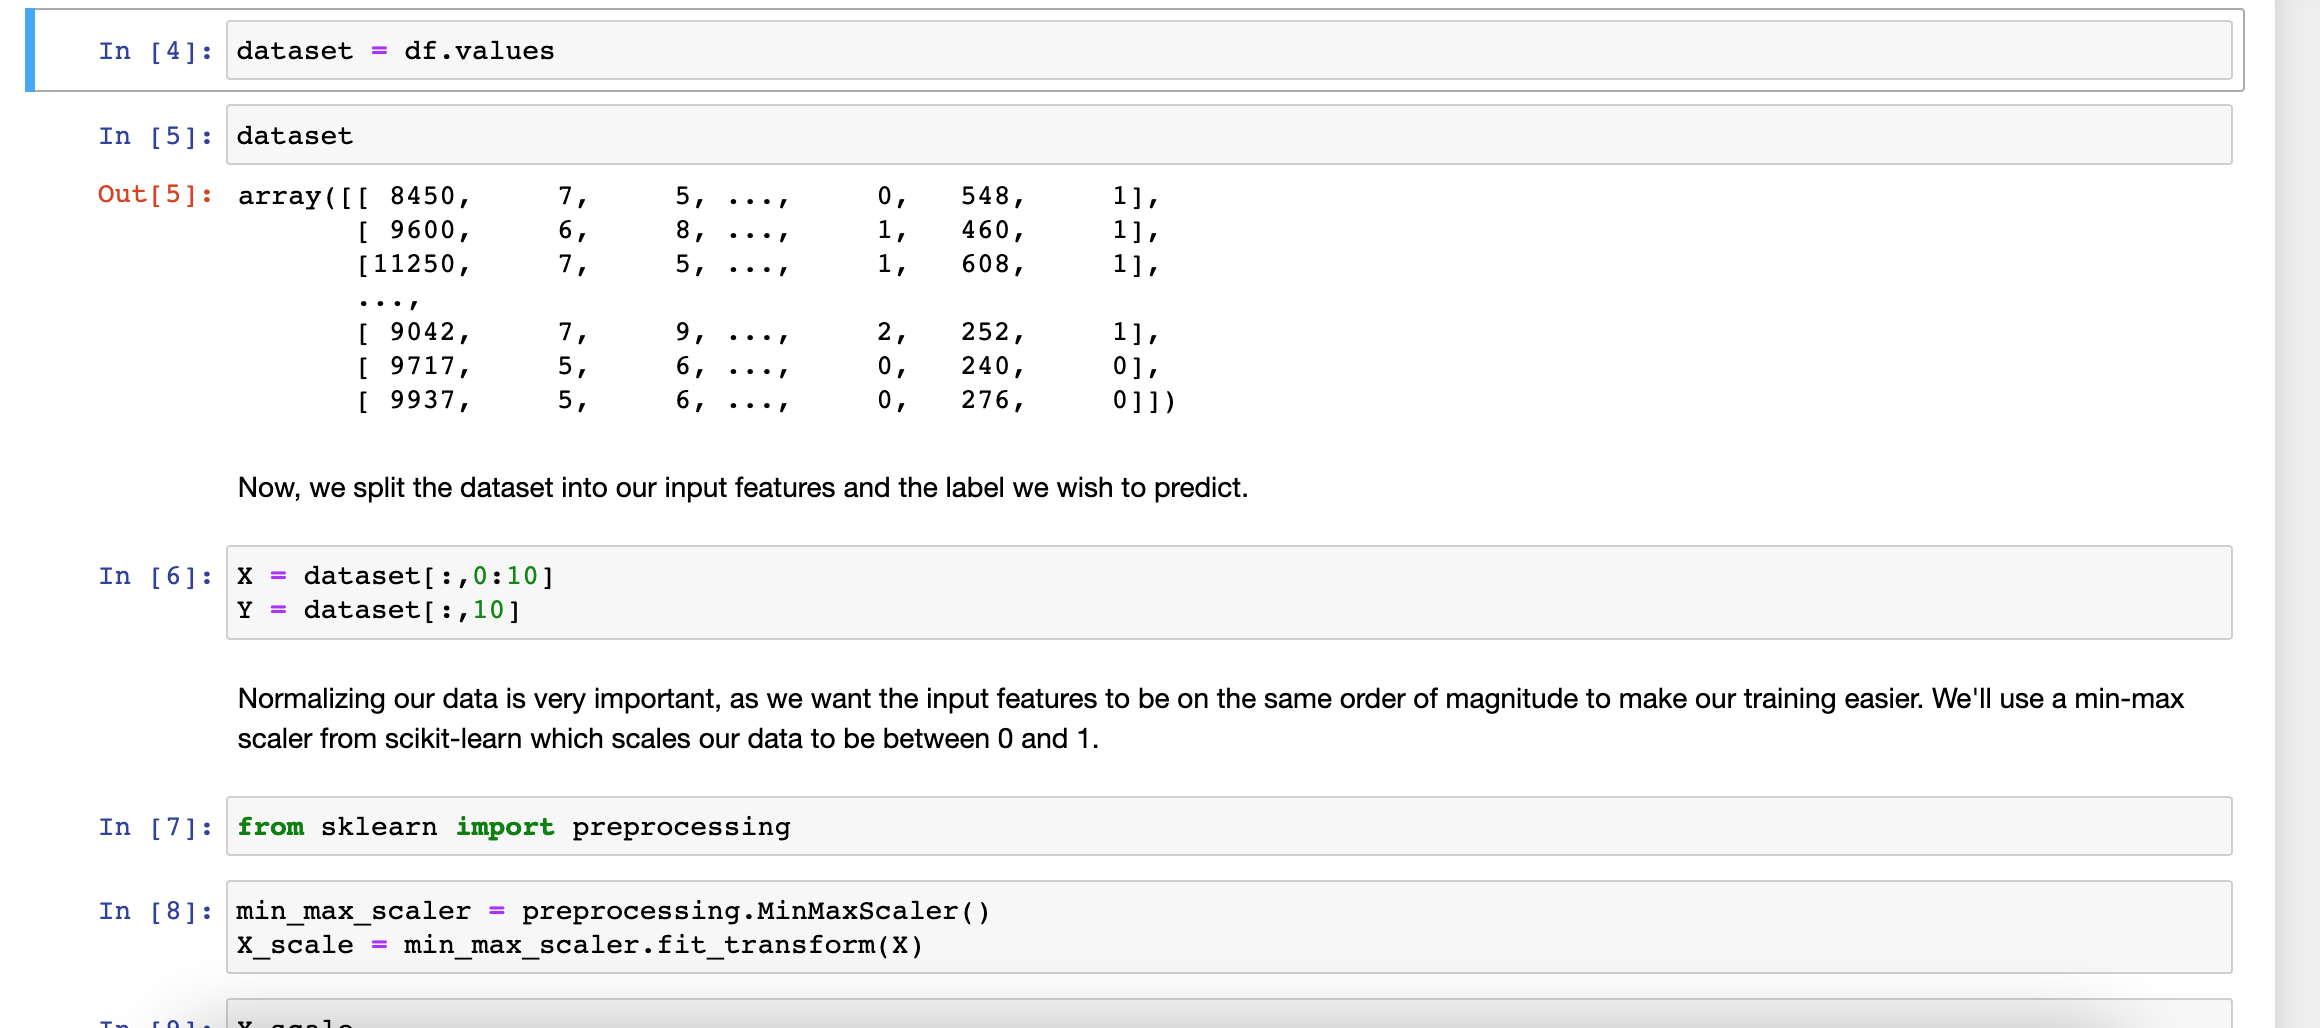 In [4]: dataset = df.values
In [5]: dataset
Out[5]: array([[ 8450,     7,     5, ...,     0,   548,     1],
       [ 9600,     6,     8, ...,     1,   460,     1],
       [11250,     7,     5, ...,     1,   608,     1],
       ...,
       [ 9042,     7,     9, ...,     2,   252,     1],
       [ 9717,     5,     6, ...,     0,   240,     0],
       [ 9937,     5,     6, ...,     0,   276,     0]])
Now, we split the dataset into our input features and the label we wish to predict.
In [6]: X = dataset[:,0:10]
Y = dataset[:,10]
Normalizing our data is very important, as we want the input features to be on the same order of magnitude to make our training easier. We'll use a min-max
scaler from scikit-learn which scales our data to be between 0 and 1.
In [7]: from sklearn import preprocessing
In [8]: min_max_scaler = preprocessing.MinMaxScaler()
X_scale = min_max_scaler.fit_transform(X)
In [9]: X_scale